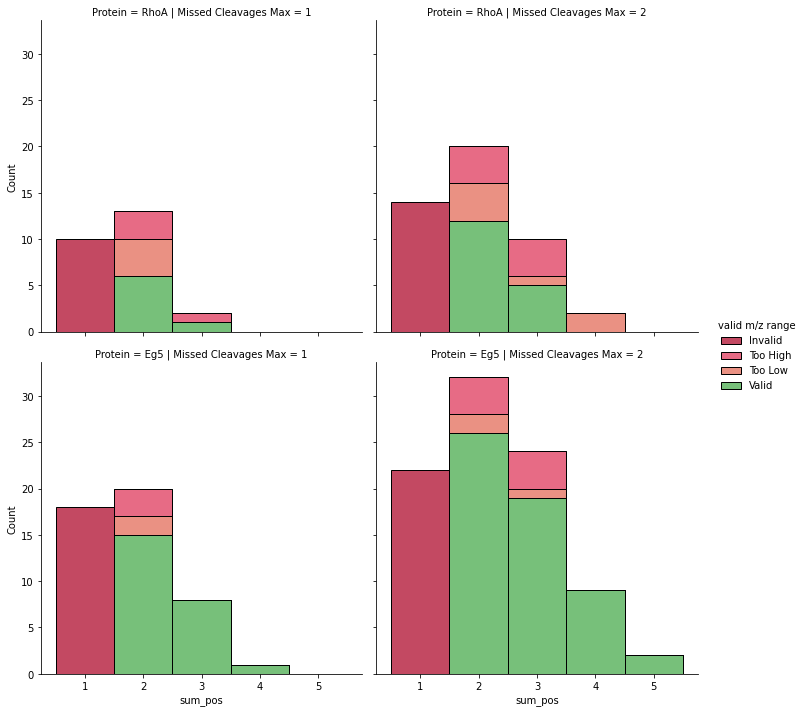 Protein = RhoA | Missed Cleavages Max = 1
Protein = RhoA | Missed Cleavages Max = 2
30
25
20
15
10
5
0
Count
valid m/z range
Invalid
Too High
Too Low
Valid
Protein = Eg5 | Missed Cleavages Max = 1
Protein = Eg5 | Missed Cleavages Max = 2
30
25
20
15
10
5
0
Count
1 2 3 4 5
sum_pos
1 2 3 4 5
sum_pos